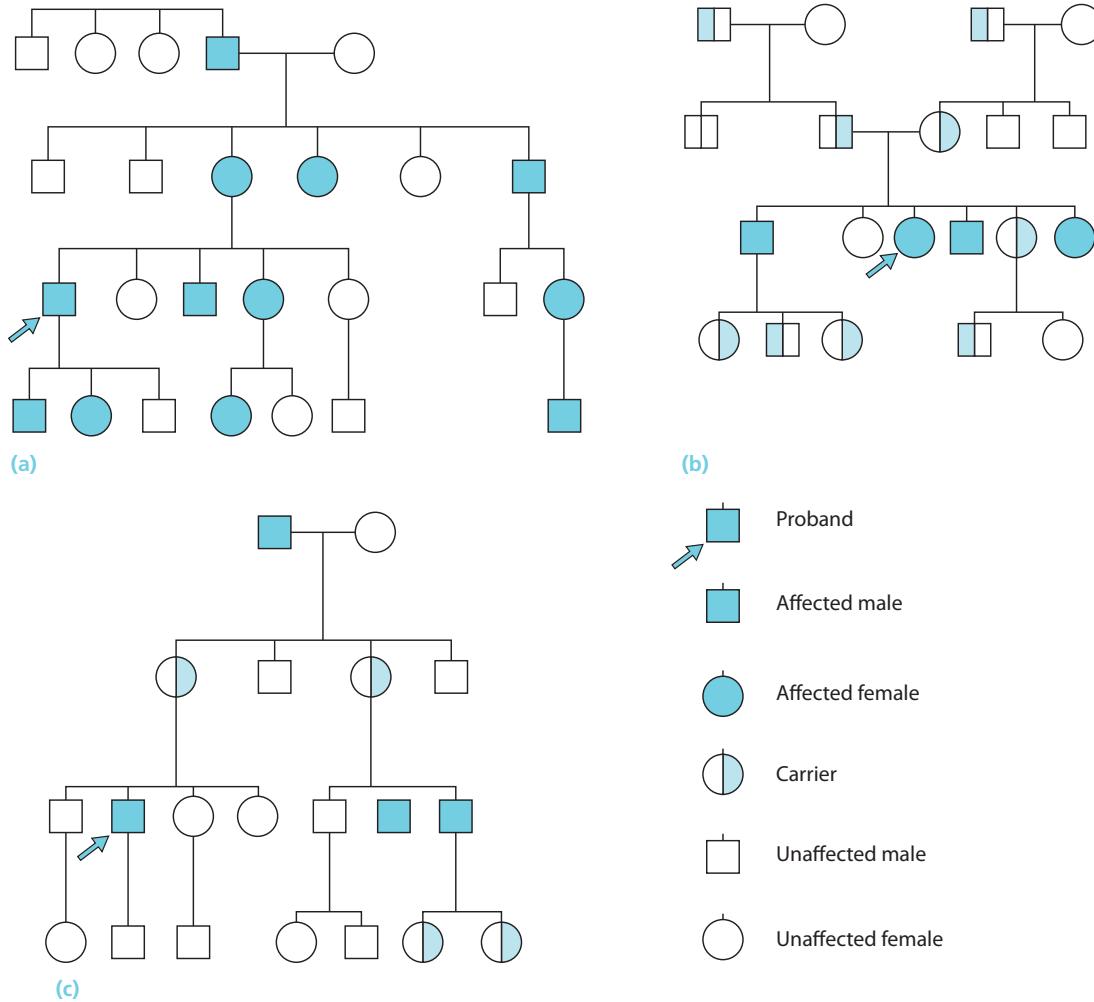 (a)
(b)
(c)
Proband
Affected male
Affected female
Carrier
Unaffected male
Unaffected female